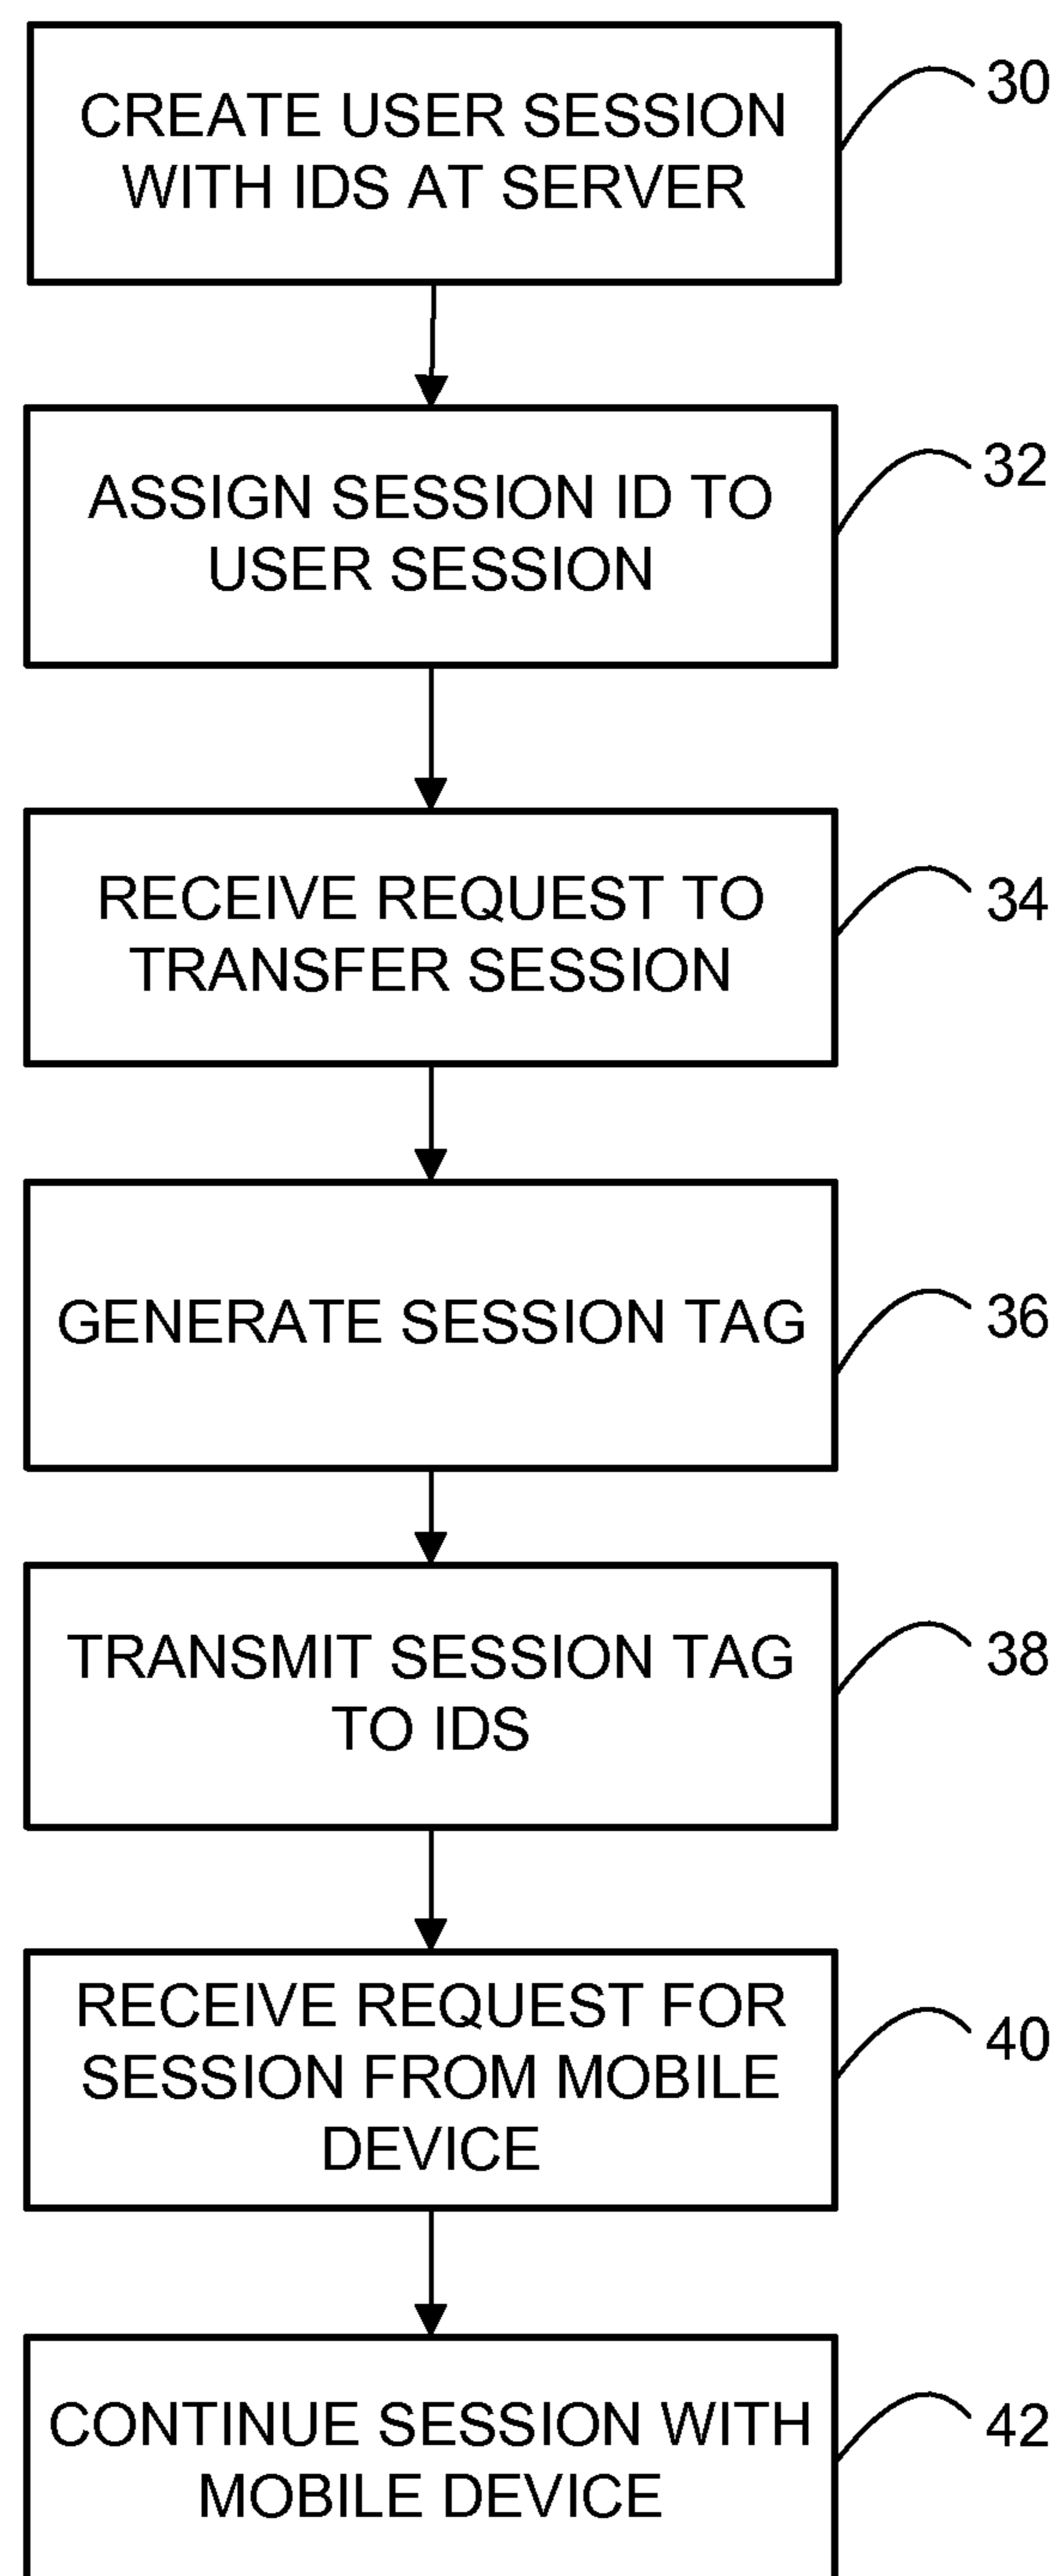 CREATE USER SESSION
WITH IDS AT SERVER
30
ASSIGN SESSION ID TO
USER SESSION
32
RECEIVE REQUEST TO
TRANSFER SESSION
34
GENERATE SESSION TAG
36
TRANSMIT SESSION TAG
TO IDS
38
RECEIVE REQUEST FOR
SESSION FROM MOBILE
DEVICE
40
CONTINUE SESSION WITH
MOBILE DEVICE
42